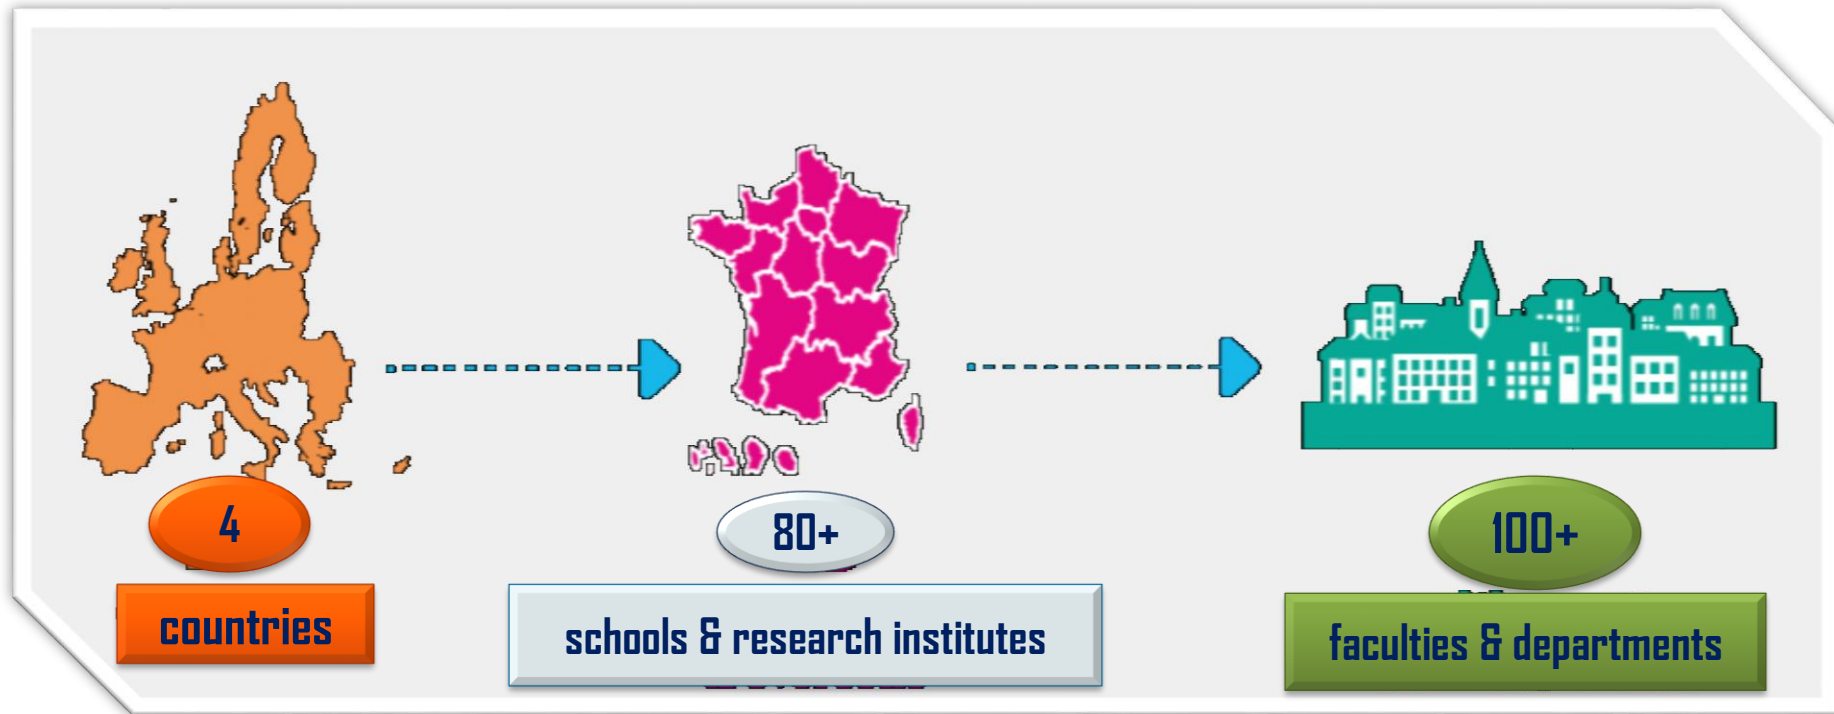 4
80+
100+
countries
schools & research institutes
faculties & departments